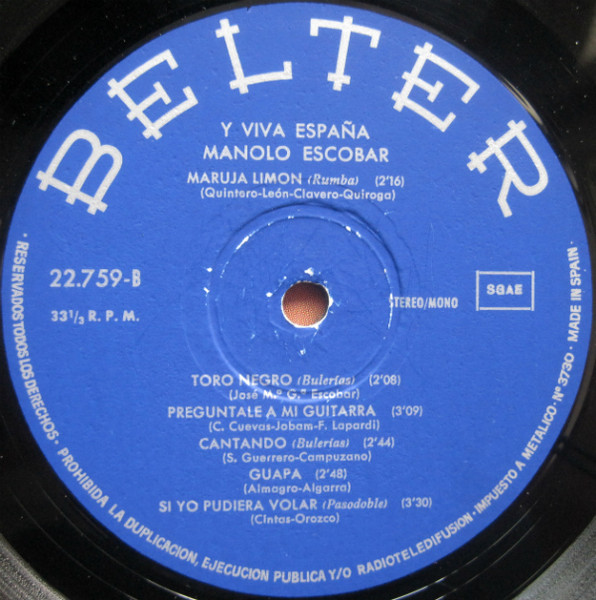 BELTER
Y VIVA ESPAÑA
MANOLO ESCOBAR
MARUJA LIMON (Rumba) (2'16)
(Quintero-León-Clavero-Quiroga)
22.759-B
33 1/3 R. P. M.
STEREO/MONO
SGAE
TORO NEGRO (Bulerías) (2'08)
(José M.ª G.ª Escobar)
PREGUNTALE A MI GUITARRA (3'09)
(C. Cuevas-Jobam-F. Lapardi)
CANTANDO (Bulerías) (2'44)
(S. Guerrero-Campuzano)
GUAPA (2'48)
(Almagro-Algarra)
SI YO PUDIERA VOLAR (Pasodoble) (3'30)
(Cintas-Orozco)
· RESERVADOS TODOS LOS DERECHOS · PROHIBIDA LA DUPLICACION, EJECUCION PUBLICA Y/O RADIOTELEDIFUSION · IMPUESTO A METALICO · Nº 3730 · MADE IN SPAIN ·